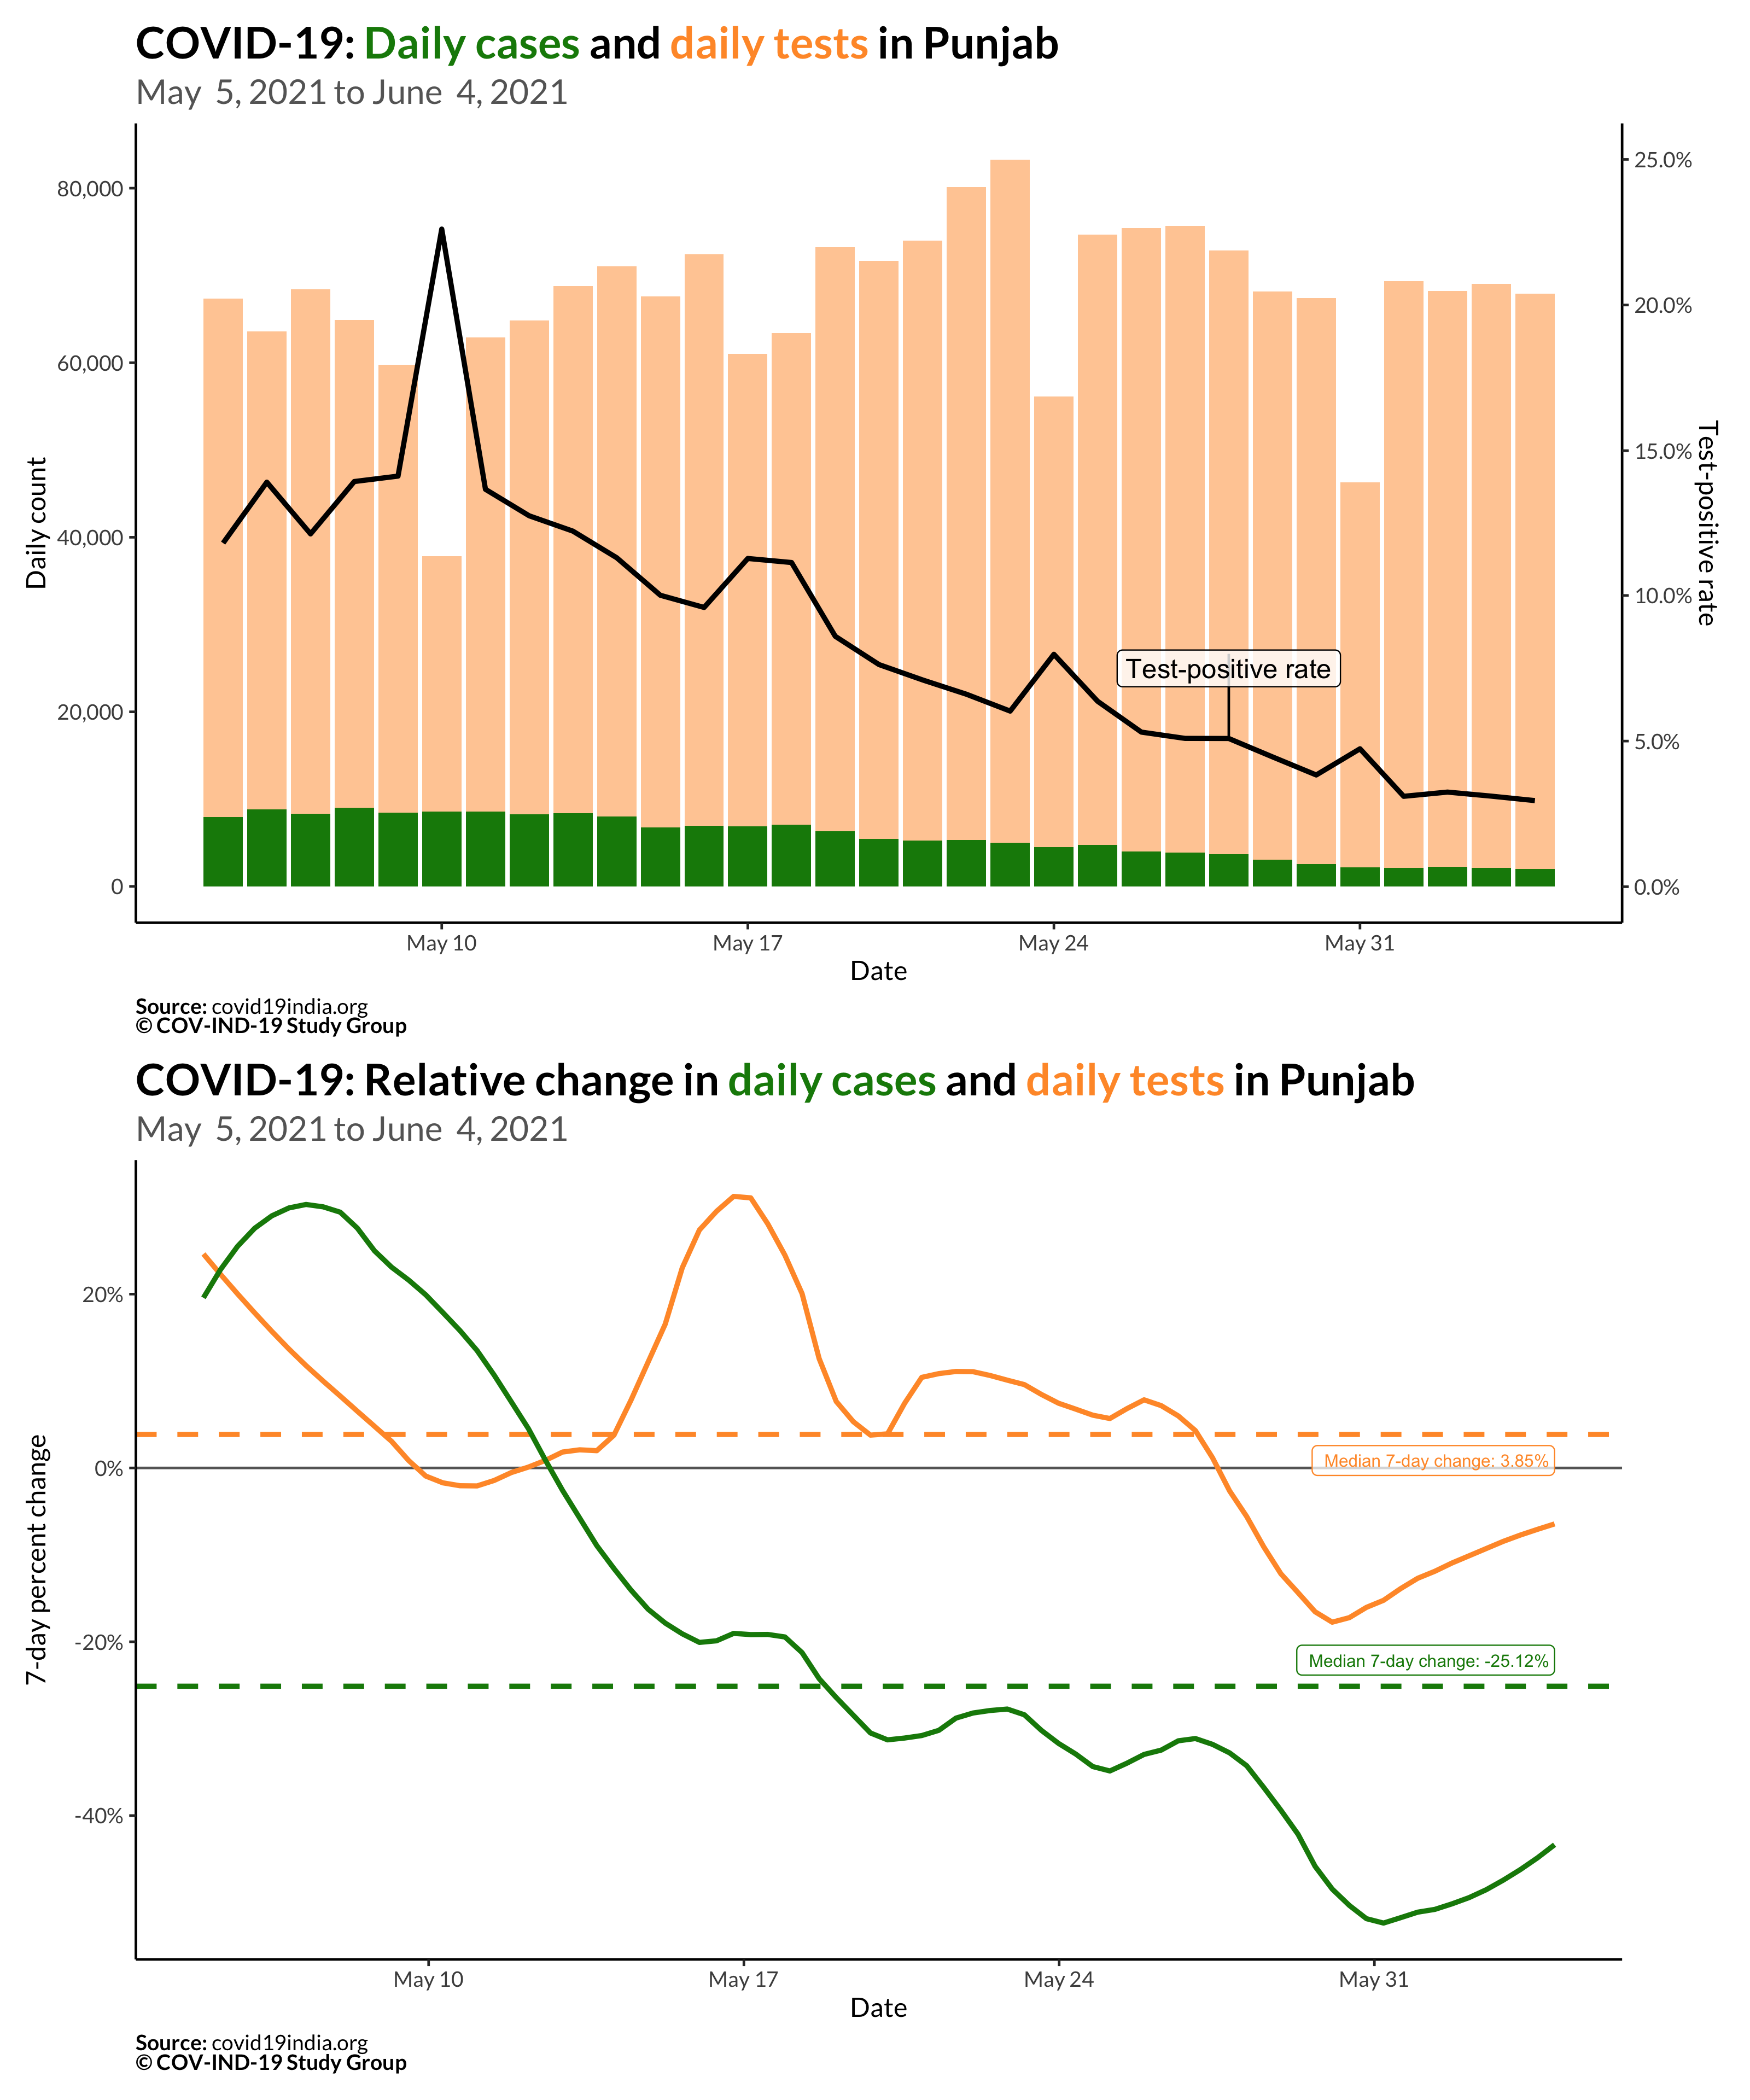 COVID-19: Daily cases and daily tests in Punjab
May 5, 2021 to June 4, 2021
Daily count
80,000
60,000
40,000
20,000
0
25.0%
20.0%
15.0%
10.0%
5.0%
0.0%
Test-positive rate
Test-positive rate
May 10
May 17
May 24
May 31
Date
Source: covid19india.org
© COV-IND-19 Study Group
COVID-19: Relative change in daily cases and daily tests in Punjab
May 5, 2021 to June 4, 2021
7-day percent change
20%
0%
-20%
-40%
Median 7-day change: 3.85%
Median 7-day change: -25.12%
May 10
May 17
May 24
May 31
Date
Source: covid19india.org
© COV-IND-19 Study Group